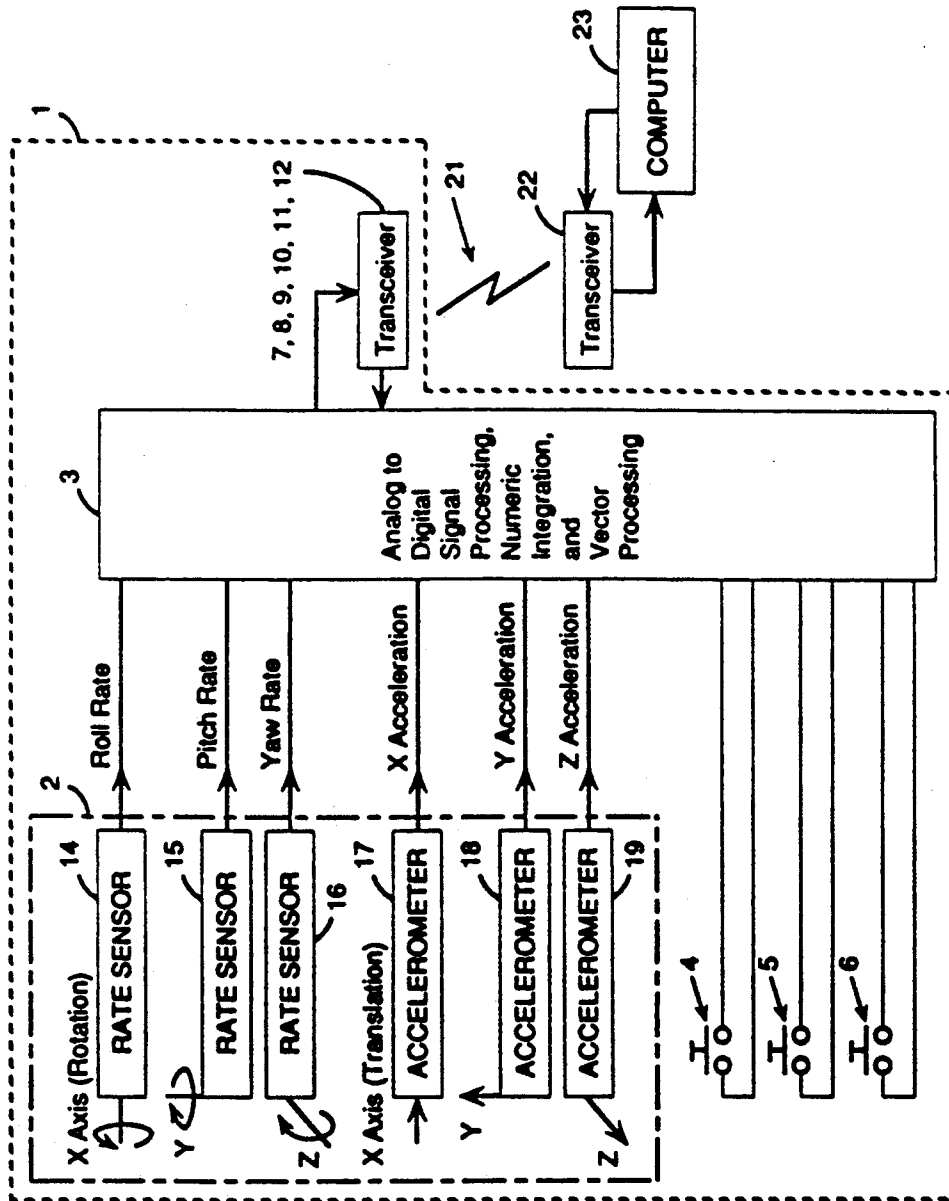 1
2
X Axis (Rotation)
RATE SENSOR
14
Roll Rate
Y
RATE SENSOR
15
Pitch Rate
Z
RATE SENSOR
16
Yaw Rate
X Axis (Translation)
ACCELEROMETER
17
X Acceleration
Y
ACCELEROMETER
18
Y Acceleration
Z
ACCELEROMETER
19
Z Acceleration
4
5
6
3
Analog to
Digital
Signal
Processing,
Numeric
Integration,
and
Vector
Processing
7, 8, 9, 10, 11, 12
Transceiver
21
Transceiver
22
COMPUTER
23